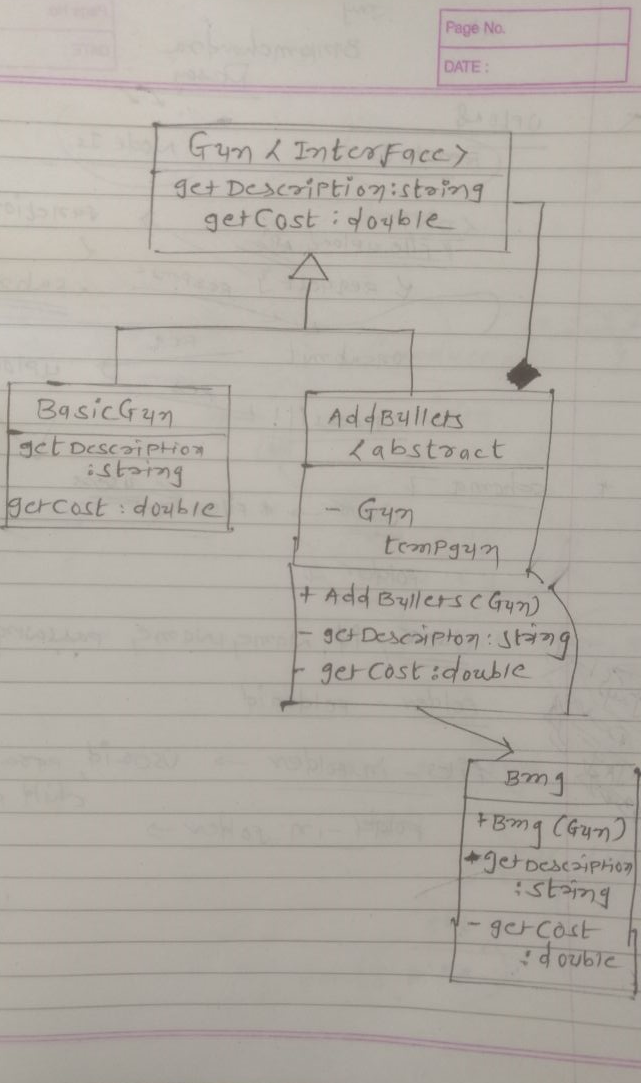 Page No.
DATE :
Gun < Interface >
getDescription : string
getCost : double
BasicGun
getDescription
: string
getCost : double
AddBullets
< abstract
- Gun
tempgun
+ AddBullets (Gun)
- getDescripton : string
- getCost : double
Bmg
+ Bmg (Gun)
+ getDescription
: string
- getCost
: double